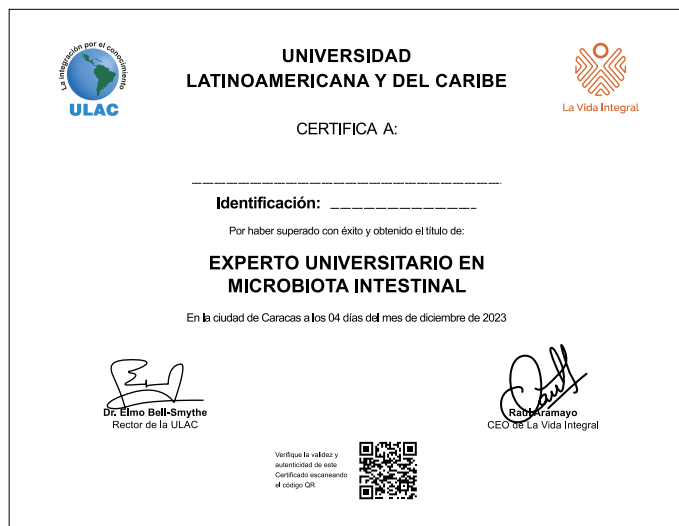 La integración por el conocimiento
ULAC
UNIVERSIDAD
LATINOAMERICANA Y DEL CARIBE
La Vida Integral
CERTIFICA A:
Identificación:
Por haber superado con éxito y obtenido el título de:
EXPERTO UNIVERSITARIO EN
MICROBIOTA INTESTINAL
En la ciudad de Caracas a los 04 días del mes de diciembre de 2023
Dr. Elmo Bell-Smythe
Rector de la ULAC
Raúl Aramayo
CEO de La Vida Integral
Verifique la validez y
autenticidad de este
Certificado escaneando
el código QR